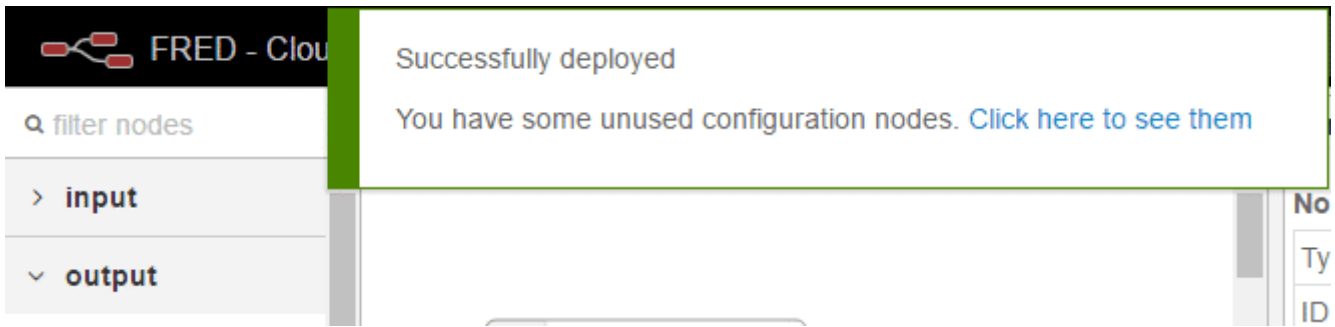 FRED - Clou
Successfully deployed
You have some unused configuration nodes. Click here to see them
filter nodes
input
output
No
Ty
ID